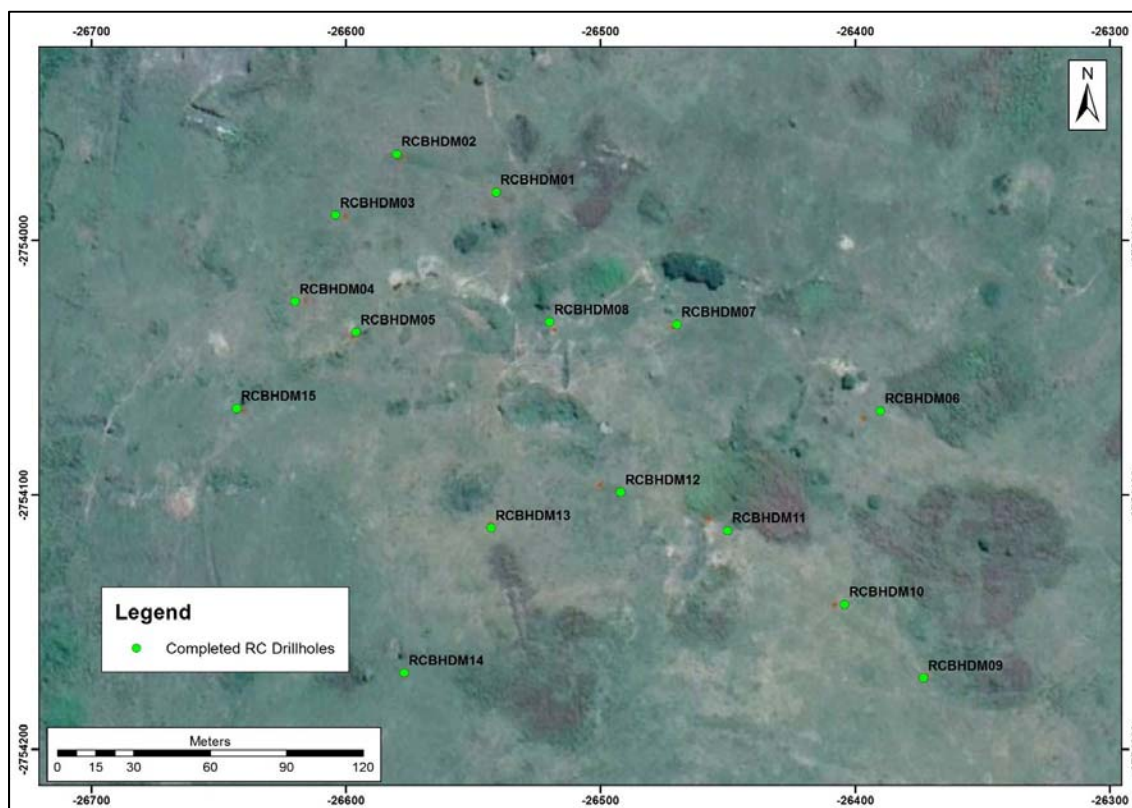 -26700 -26600 -26500 -26400 -26300
N
RCBHDM02
RCBHDM01
RCBHDM03
-2754000
-2754000
RCBHDM04
RCBHDM08
RCBHDM07
RCBHDM05
RCBHDM15
RCBHDM06
RCBHDM12
-2754100
-2754100
RCBHDM13
RCBHDM11
RCBHDM10
Legend
Completed RC Drillholes
RCBHDM14
RCBHDM09
Meters
0 15 30 60 90 120
-2754200
-26700 -26600 -26500 -26400 -26300